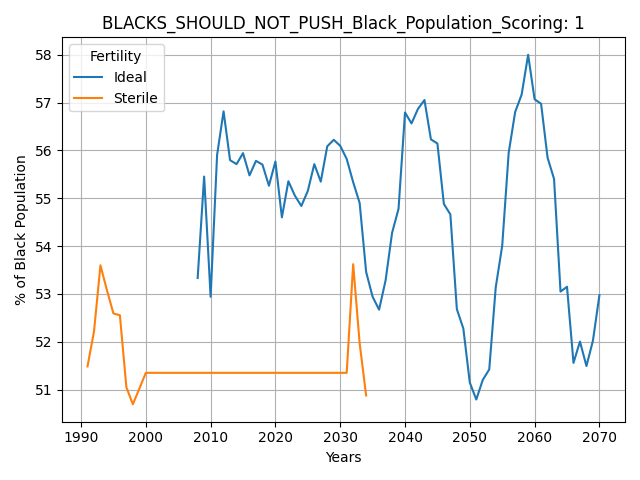 BLACKS_SHOULD_NOT_PUSH_Black_Population_Scoring: 1
Fertility
Ideal
Sterile
% of Black Population
58
57
56
55
54
53
52
51
1990 2000 2010 2020 2030 2040 2050 2060 2070
Years